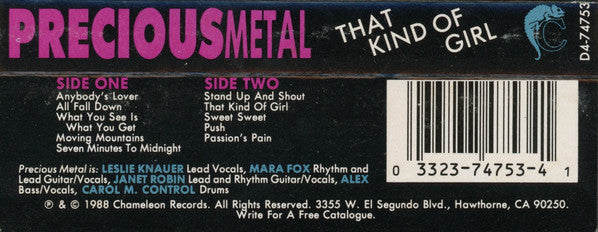 PRECIOUSMETAL
THAT
KIND OF
GIRL
D4-74753
SIDE ONE
Anybody's Lover
All Fall Down
What You See Is
What You Get
Moving Mountains
Seven Minutes To Midnight
SIDE TWO
Stand Up And Shout
That Kind Of Girl
Sweet Sweet
Push
Passion's Pain
0 3323-74753-4 1
Precious Metal is: LESLIE KNAUER Lead Vocals, MARA FOX Rhythm and
Lead Guitar/Vocals, JANET ROBIN Lead and Rhythm Guitar/Vocals, ALEX
Bass/Vocals, CAROL M. CONTROL Drums
℗ & © 1988 Chameleon Records. All Rights Reserved. 3355 W. El Segundo Blvd., Hawthorne, CA 90250.
Write For A Free Catalogue.